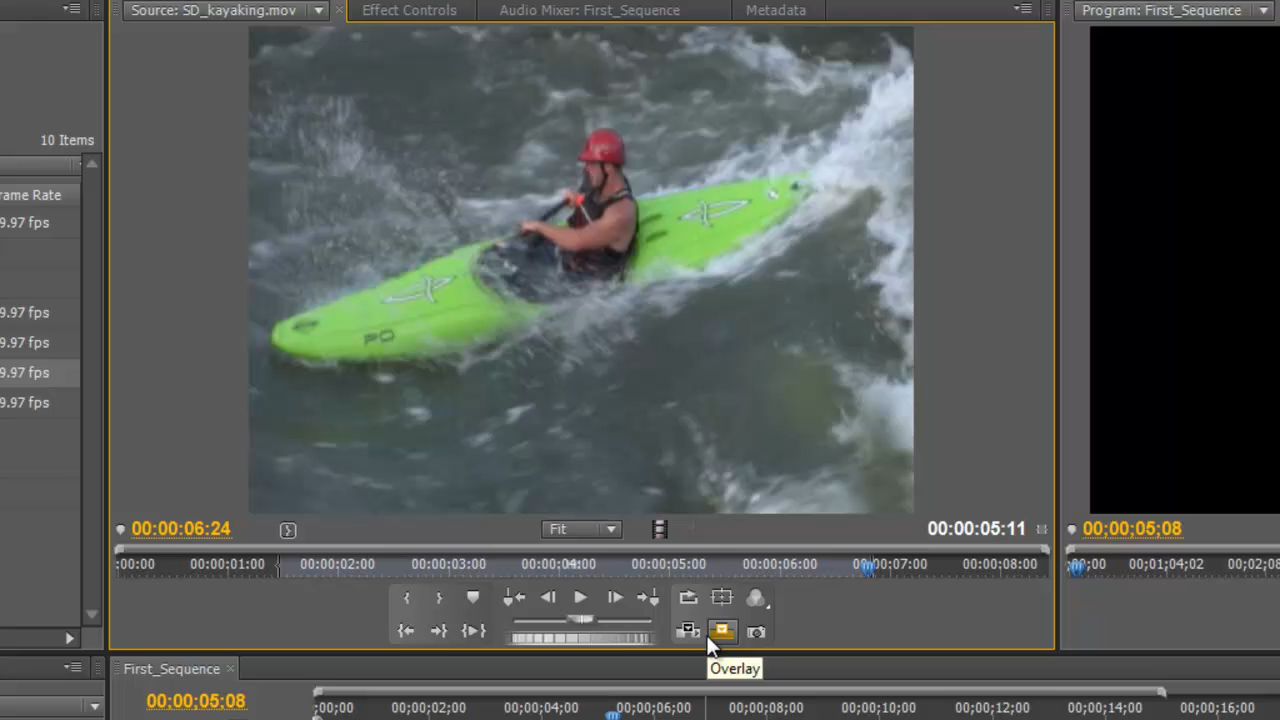 Source: SD_kayaking.mov
Effect Controls
Audio Mixer: First_Sequence
Metadata
Program: First_Sequence
10 Items
rame Rate
9.97 fps
9.97 fps
9.97 fps
9.97 fps
9.97 fps
PO
00:00:06:24
Fit
00:00:05:11
00;00;05;08
:00:00 00:00:01:00 00:00:02:00 00:00:03:00 00:00:04:00 00:00:05:00 00:00:06:00 00:00:07:00 00:00:08:00
00;01;04;02
00;02;08
Overlay
First_Sequence
00:00:05:08
;00;00 00;00;02;00 00;00;04;00 00;00;06;00 00;00;08;00 00;00;10;00 00;00;12;00 00;00;14;00 00;00;16;00